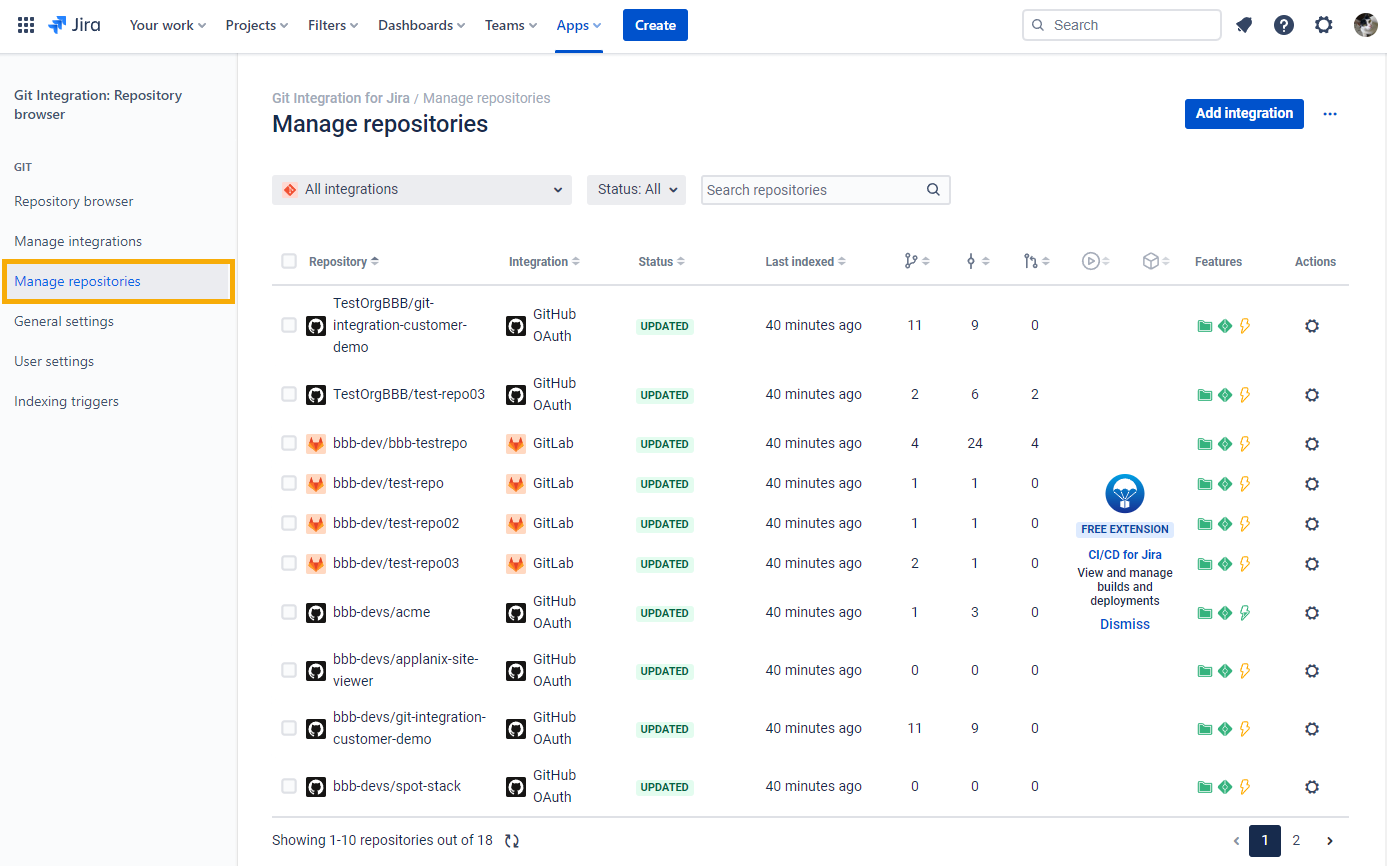 Jira
Your work
Projects
Filters
Dashboards
Teams
Apps
Create
Search
Git Integration: Repository
browser
GIT
Repository browser
Manage integrations
Manage repositories
General settings
User settings
Indexing triggers
Git Integration for Jira / Manage repositories
Manage repositories
Add integration
All integrations
Status: All
Search repositories
Repository Integration Status Last indexed Features Actions
TestOrgBBB/git-
integration-customer-
demo
GitHub
OAuth
UPDATED 40 minutes ago 11 9 0
TestOrgBBB/test-repo03
GitHub
OAuth
UPDATED 40 minutes ago 2 6 2
bbb-dev/bbb-testrepo GitLab UPDATED 40 minutes ago 4 24 4
bbb-dev/test-repo GitLab UPDATED 40 minutes ago 1 1 0
bbb-dev/test-repo02 GitLab UPDATED 40 minutes ago 1 1 0
bbb-dev/test-repo03 GitLab UPDATED 40 minutes ago 2 1 0
FREE EXTENSION
CI/CD for Jira
View and manage
builds and
deployments
Dismiss
bbb-devs/acme
GitHub
OAuth
UPDATED 40 minutes ago 1 3 0
bbb-devs/applanix-site-
viewer
GitHub
OAuth
UPDATED 40 minutes ago 0 0 0
bbb-devs/git-integration-
customer-demo
GitHub
OAuth
UPDATED 40 minutes ago 11 9 0
bbb-devs/spot-stack
GitHub
OAuth
UPDATED 40 minutes ago 0 0 0
Showing 1-10 repositories out of 18
1 2